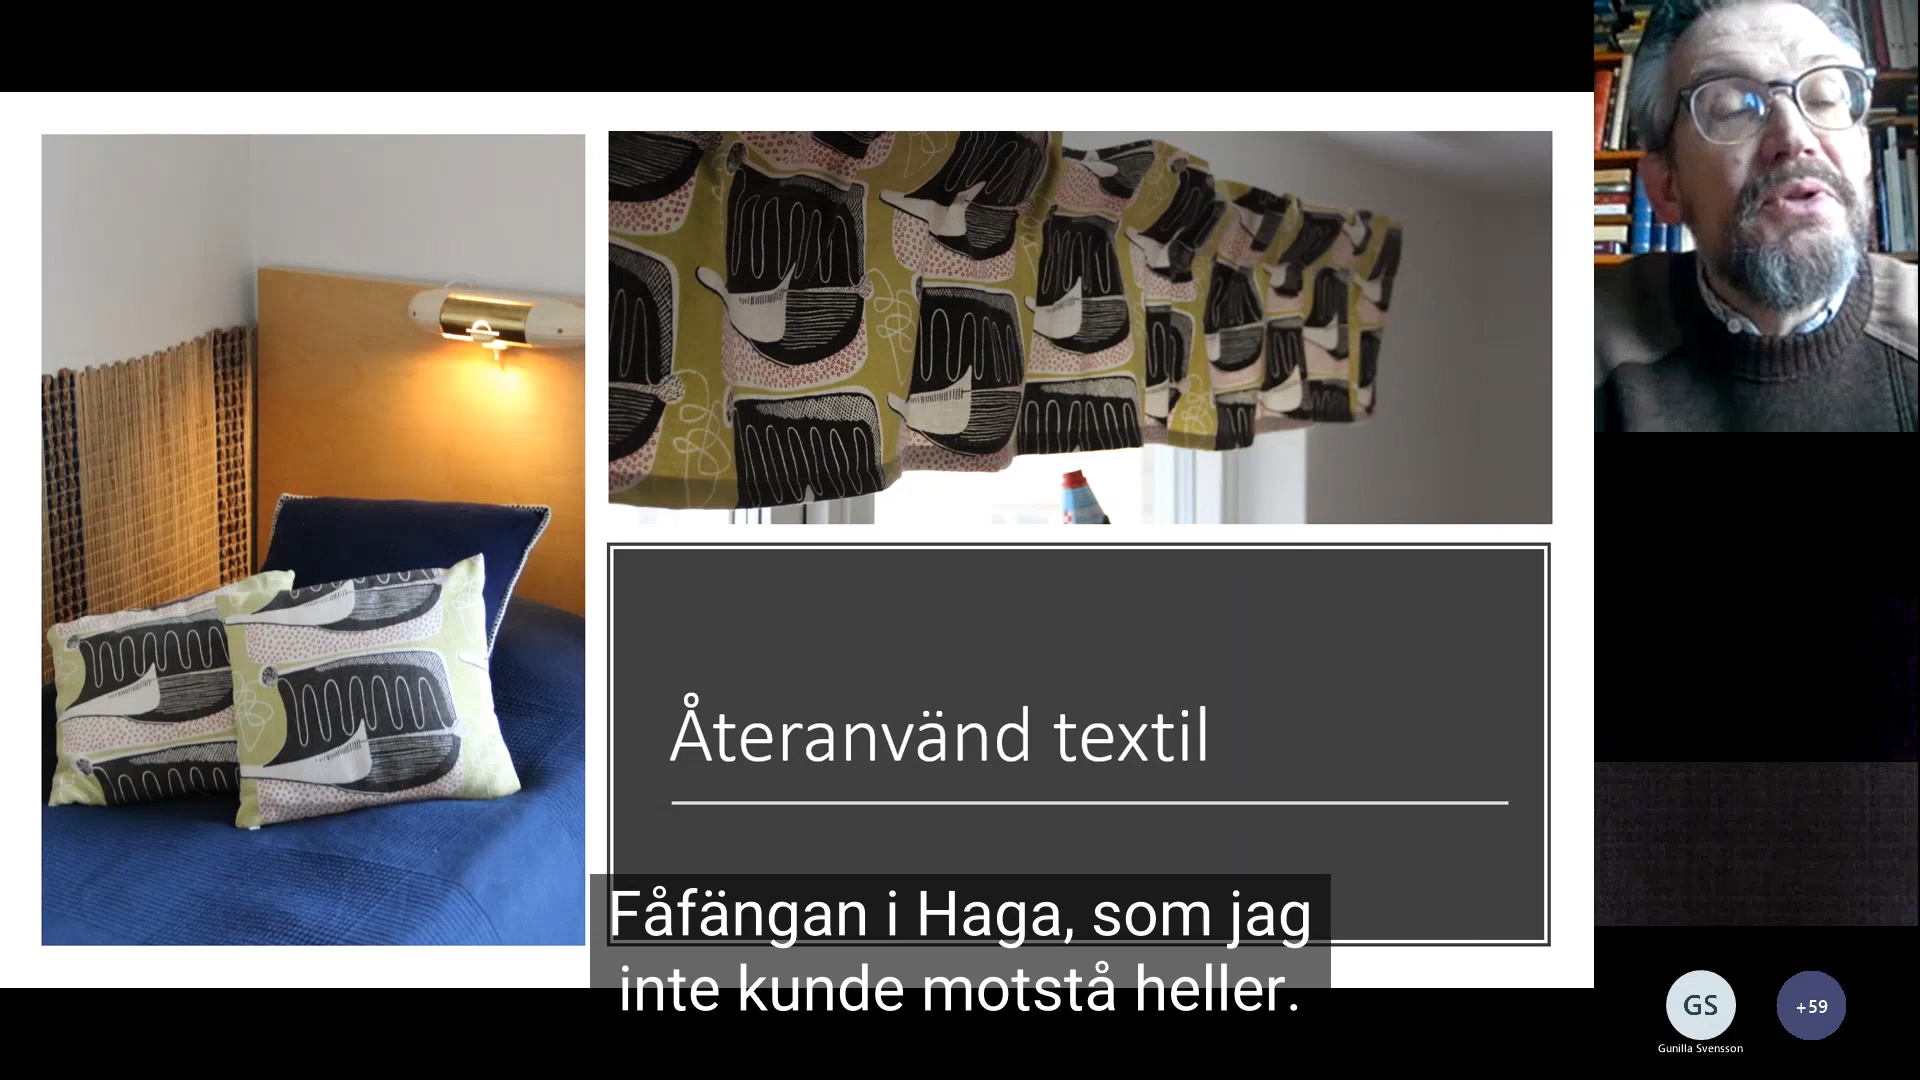 Återanvänd textil
Fåfängan i Haga, som jag
inte kunde motstå heller.
GS
+59
Gunilla Svensson